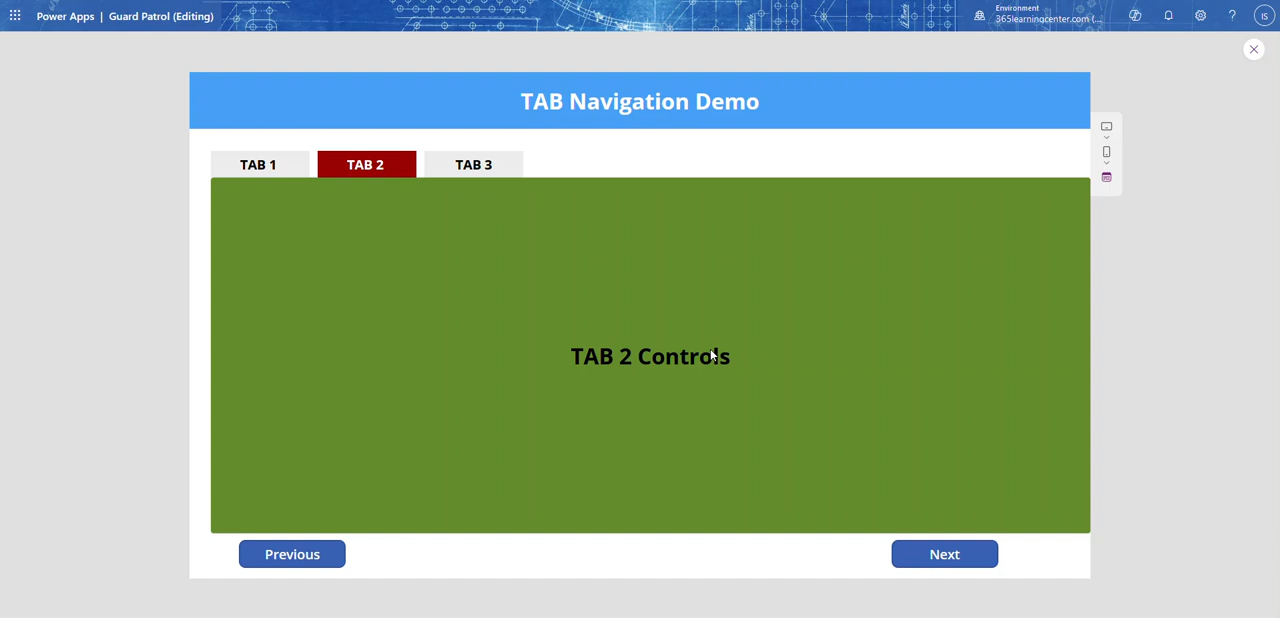 Power Apps | Guard Patrol (Editing)
Environment
365learningcenter.com (...
?
IS
TAB Navigation Demo
TAB 1
TAB 2
TAB 3
TAB 2 Controls
Previous
Next